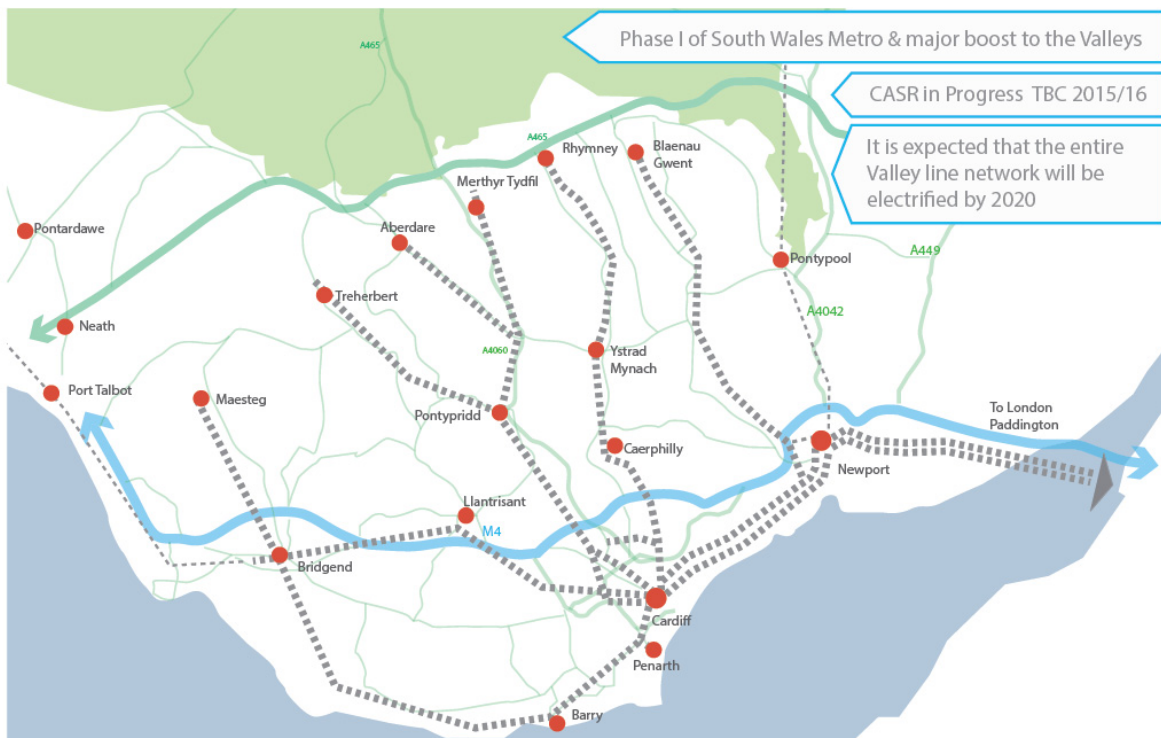 Phase I of South Wales Metro & major boost to the Valleys
CASR in Progress TBC 2015/16
It is expected that the entire
Valley line network will be
electrified by 2020
A465
A465
Rhymney
Blaenau
Gwent
Merthyr Tydfil
Pontardawe
Aberdare
Pontypool
A449
Treherbert
A4042
Neath
A4060
Ystrad
Mynach
Port Talbot
Maesteg
Pontypridd
To London
Paddington
Caerphilly
Newport
Llantrisant
M4
Bridgend
Cardiff
Penarth
Barry